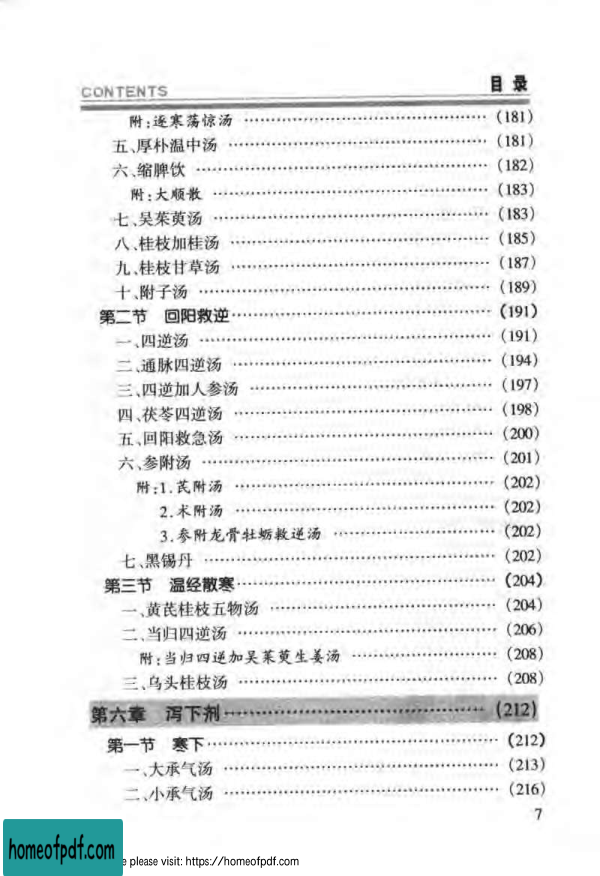 CONTENTS 目 录
附:逐寒荡惊汤 ……………………………… (181)
五、厚朴温中汤 ……………………………… (181)
六、缩脾饮 ……………………………… (182)
附:大顺散 ……………………………… (183)
七、吴茱萸汤 ……………………………… (183)
八、桂枝加桂汤 ……………………………… (185)
九、桂枝甘草汤 ……………………………… (187)
十、附子汤 ……………………………… (189)
第二节 回阳救逆 ……………………………… (191)
一、四逆汤 ……………………………… (191)
二、通脉四逆汤 ……………………………… (194)
三、四逆加人参汤 ……………………………… (197)
四、茯苓四逆汤 ……………………………… (198)
五、回阳救急汤 ……………………………… (200)
六、参附汤 ……………………………… (201)
附:1.芪附汤 ……………………………… (202)
2.术附汤 ……………………………… (202)
3.参附龙骨牡蛎救逆汤 ……………………………… (202)
七、黑锡丹 ……………………………… (202)
第三节 温经散寒 ……………………………… (204)
一、黄芪桂枝五物汤 ……………………………… (204)
二、当归四逆汤 ……………………………… (206)
附:当归四逆加吴茱萸生姜汤 ……………………………… (208)
三、乌头桂枝汤 ……………………………… (208)
第六章 泻下剂 ……………………………… (212)
第一节 寒下 ……………………………… (212)
一、大承气汤 ……………………………… (213)
二、小承气汤 ……………………………… (216)
7
homeofpdf.com
e please visit: https://homeofpdf.com